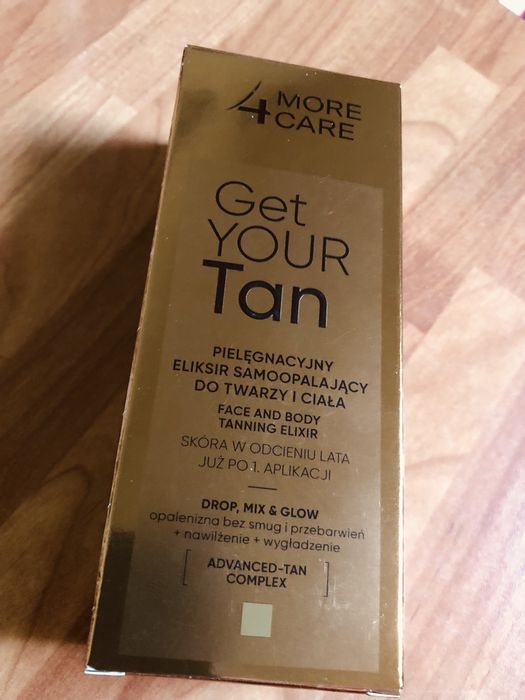 4 MORE
CARE
Get
YOUR
Tan
PIELĘGNACYJNY
ELIKSIR SAMOOPALAJĄCY
DO TWARZY I CIAŁA
FACE AND BODY
TANNING ELIXIR
SKÓRA W ODCIENIU LATA
JUŻ PO 1. APLIKACJI
DROP, MIX & GLOW
opalenizna bez smug i przebarwień
+ nawilżenie + wygładzenie
[ ADVANCED-TAN
COMPLEX ]